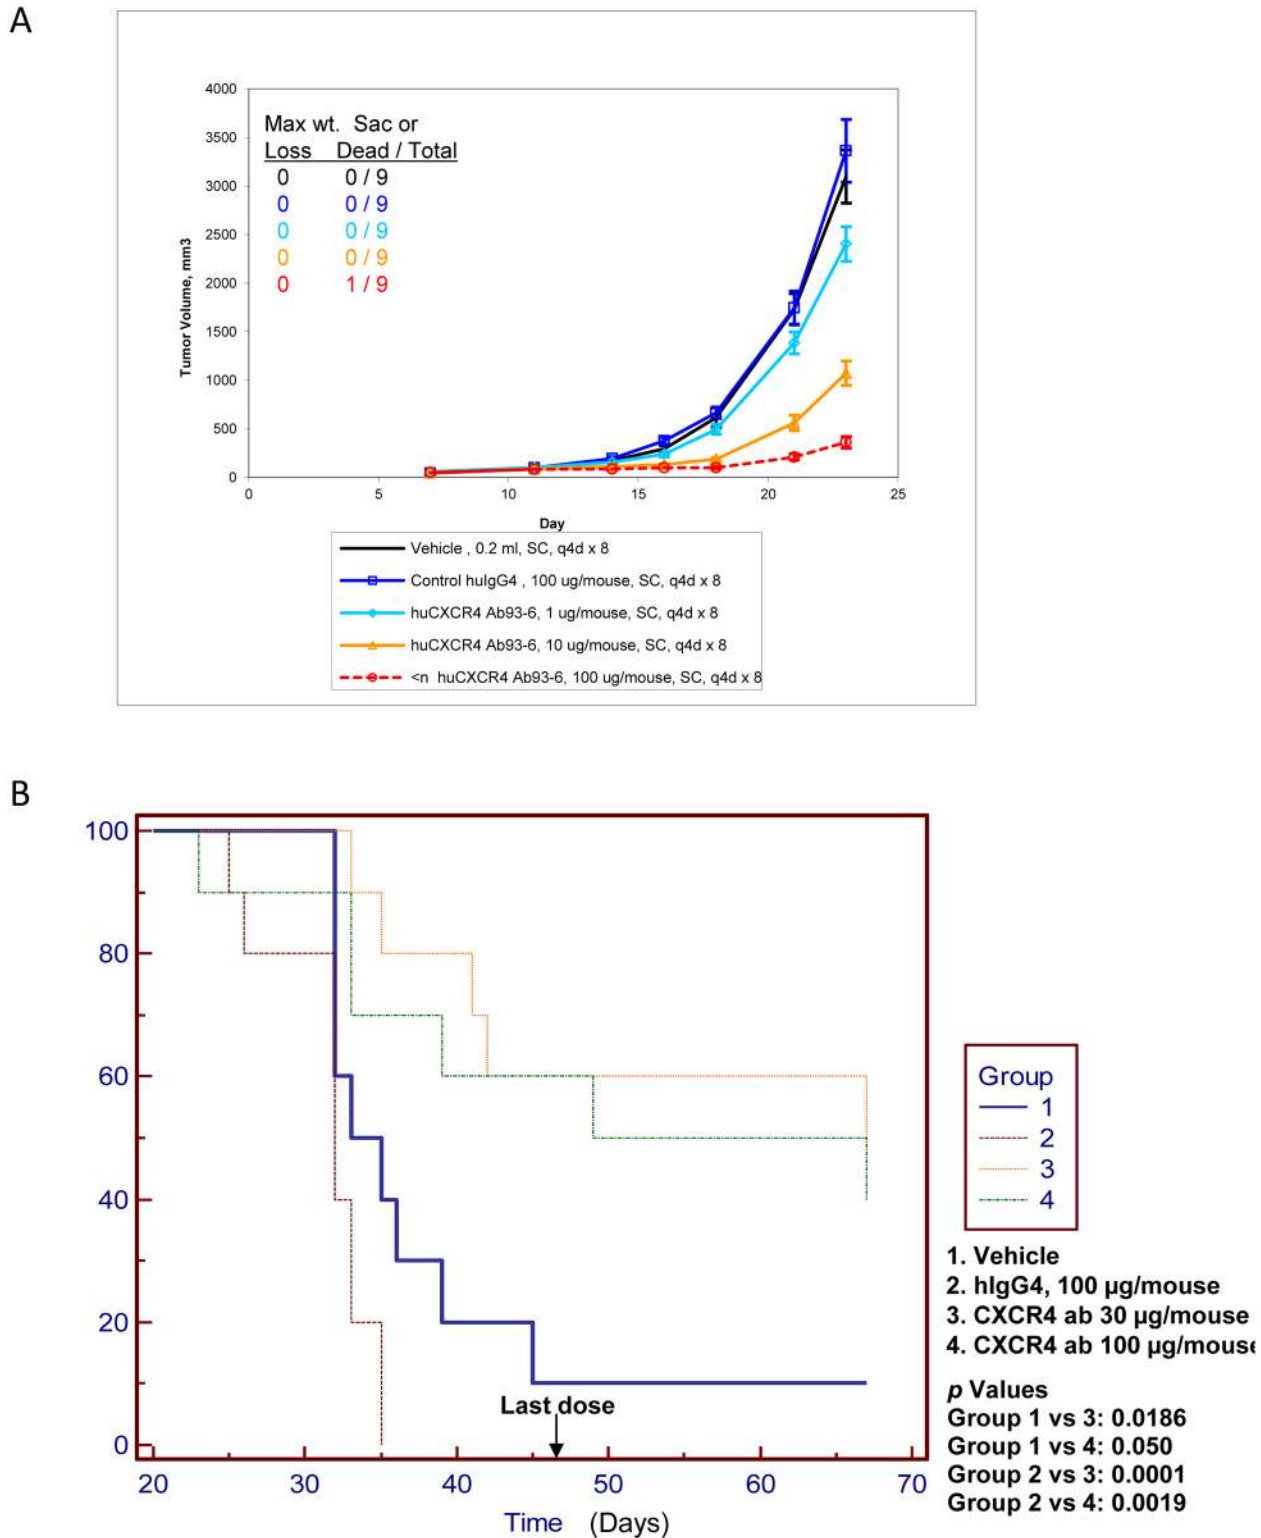 A
4000
3500
3000
2500
2000
1500
1000
500
0
Tumor Volume, mm3
Max wt. Sac or
Loss Dead / Total
0 0 / 9
0 0 / 9
0 0 / 9
0 0 / 9
0 1 / 9
0 5 10 15 20 25
Day
Vehicle , 0.2 ml, SC, q4d x 8
Control huIgG4 , 100 ug/mouse, SC, q4d x 8
huCXCR4 Ab93-6, 1 ug/mouse, SC, q4d x 8
huCXCR4 Ab93-6, 10 ug/mouse, SC, q4d x 8
<n huCXCR4 Ab93-6, 100 ug/mouse, SC, q4d x 8
B
100
80
60
40
20
0
Last dose
20 30 40 50 60 70
Time (Days)
Group
1
2
3
4
1. Vehicle
2. hIgG4, 100 µg/mouse
3. CXCR4 ab 30 µg/mouse
4. CXCR4 ab 100 µg/mouse
p Values
Group 1 vs 3: 0.0186
Group 1 vs 4: 0.050
Group 2 vs 3: 0.0001
Group 2 vs 4: 0.0019